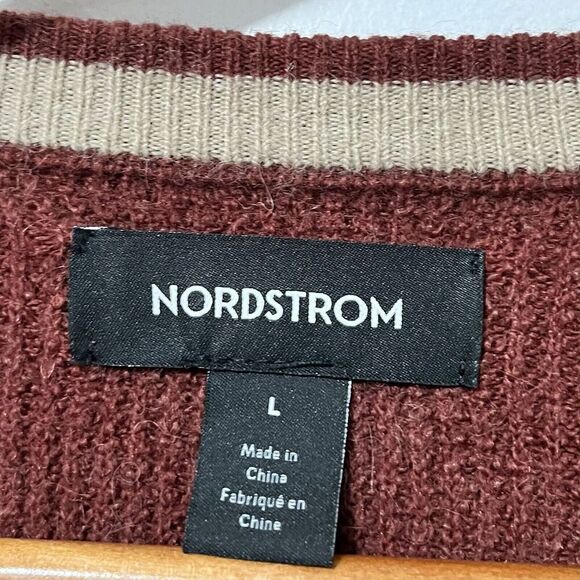 NORDSTROM
L
Made in
China
Fabriqué en
Chine